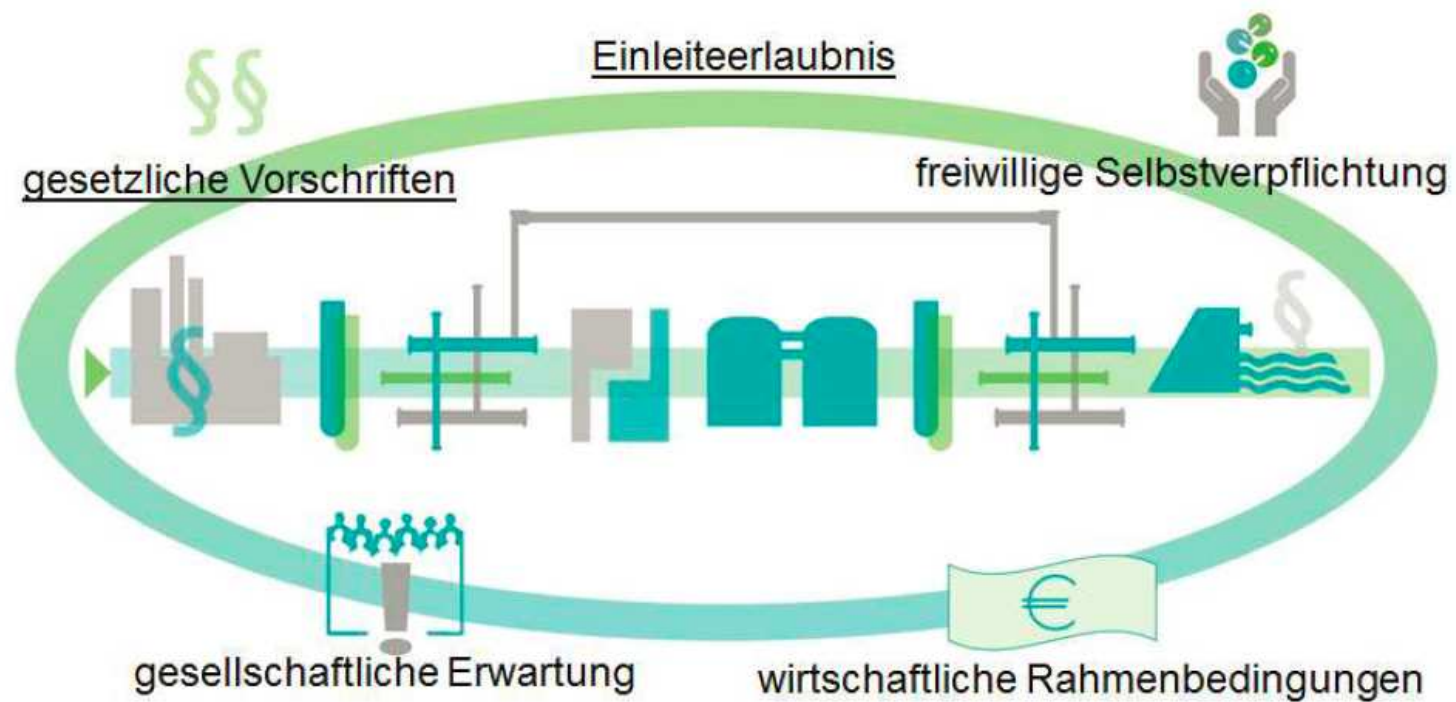 Einleiteerlaubnis
§§
gesetzliche Vorschriften
freiwillige Selbstverpflichtung
§
§
!
€
gesellschaftliche Erwartung
wirtschaftliche Rahmenbedingungen